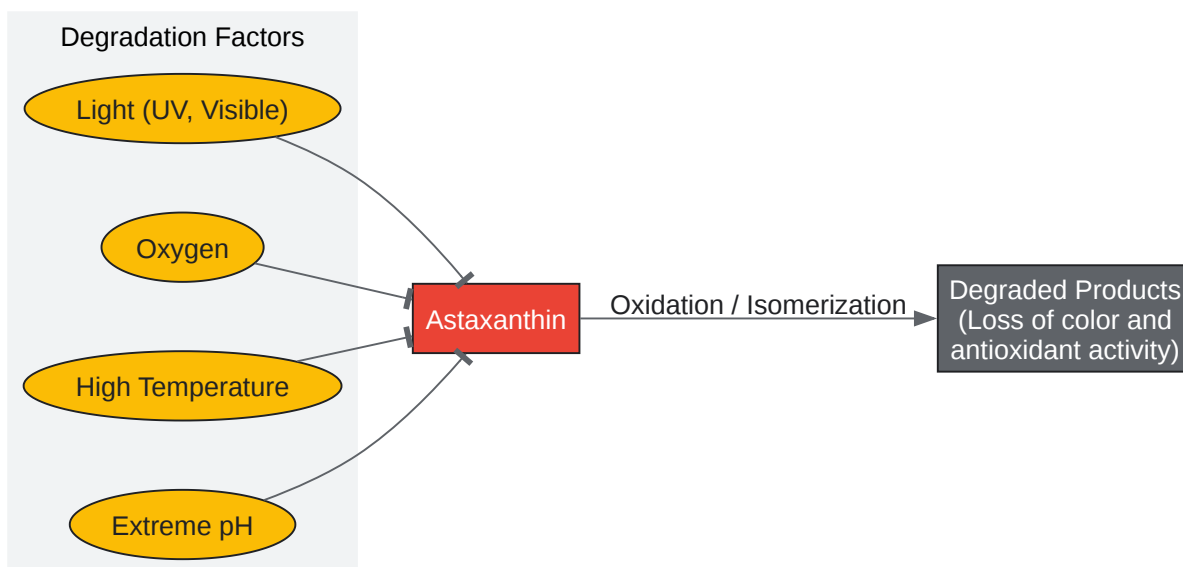 Degradation Factors
Light (UV, Visible)
Oxygen
High Temperature
Extreme pH
Astaxanthin
Oxidation / Isomerization
Degraded Products
(Loss of color and
antioxidant activity)